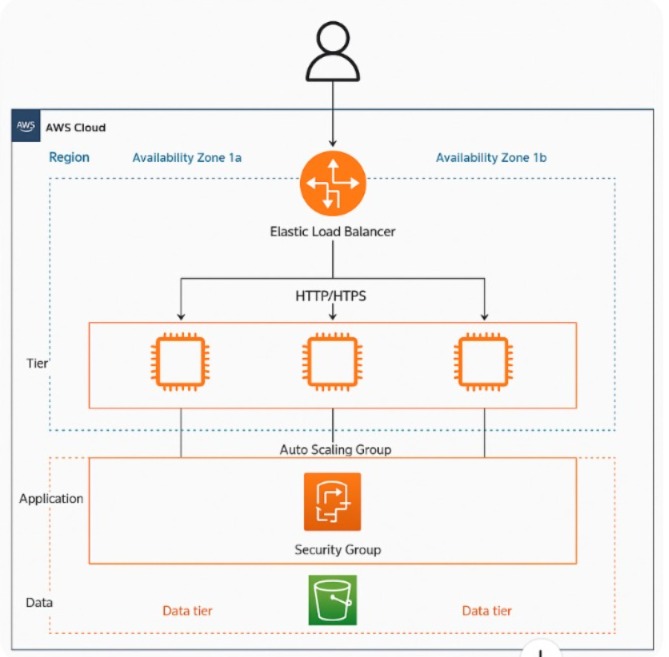 aws
AWS Cloud
Region
Availability Zone 1a
Availability Zone 1b
Elastic Load Balancer
HTTP/HTPS
Tier
Auto Scaling Group
Application
Security Group
Data
Data tier
Data tier